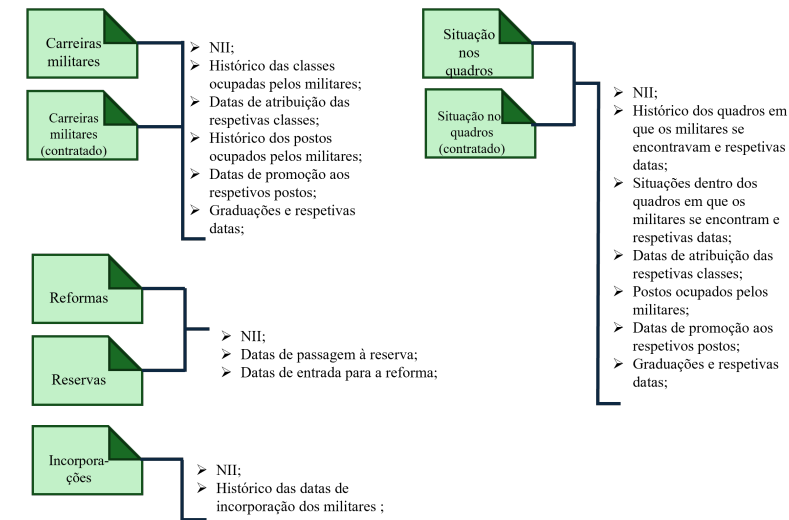 Carreiras
militares
Carreiras
militares
(contratado)
➢ NII;
➢ Histórico das classes
ocupadas pelos militares;
➢ Datas de atribuição das
respetivas classes;
➢ Histórico dos postos
ocupados pelos militares;
➢ Datas de promoção aos
respetivos postos;
➢ Graduações e respetivas
datas;
Situação
nos
quadros
Situação no
quadros
(contratado)
➢ NII;
➢ Histórico dos quadros em
que os militares se
encontravam e respetivas
datas;
➢ Situações dentro dos
quadros em que os
militares se encontram e
respetivas datas;
➢ Datas de atribuição das
respetivas classes;
➢ Postos ocupados pelos
militares;
➢ Datas de promoção aos
respetivos postos;
➢ Graduações e respetivas
datas;
Reformas
Reservas
➢ NII;
➢ Datas de passagem à reserva;
➢ Datas de entrada para a reforma;
Incorpora-
ções
➢ NII;
➢ Histórico das datas de
incorporação dos militares ;